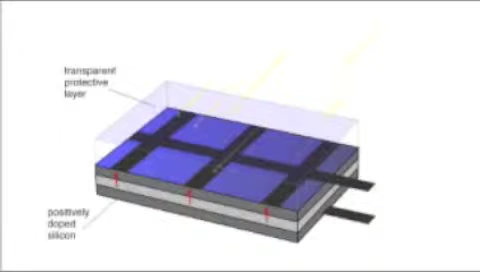 transparent
protective
layer
positively
doped
silicon